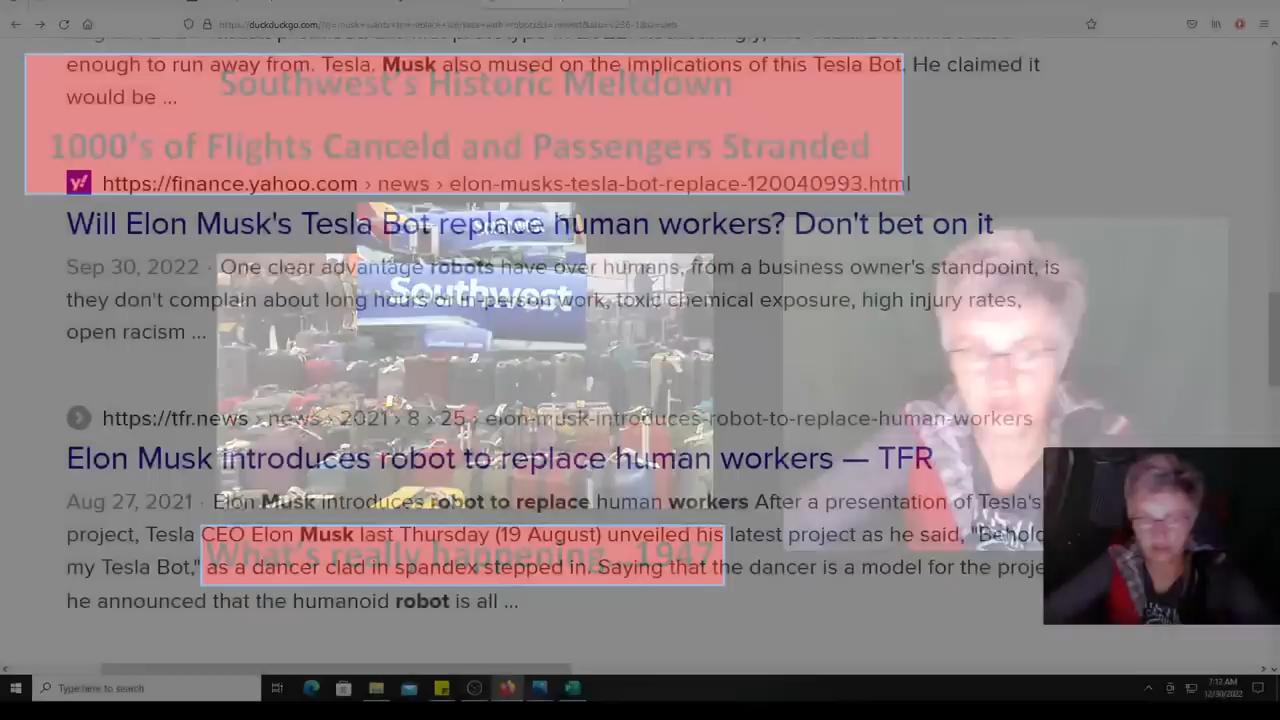 enough to run away from. Tesla. Musk also mused on the implications of this Tesla Bot. He claimed it
Southwest's Historic Meltdown
would be ...
1000's of Flights Canceld and Passengers Stranded
y!
https://finance.yahoo.com › news › elon-musks-tesla-bot-replace-120040993.html
Will Elon Musk's Tesla Bot replace human workers? Don't bet on it
Sep 30, 2022 · One clear advantage robots have over humans, from a business owner's standpoint, is
Southwest
they don't complain about long hours or in-person work, toxic chemical exposure, high injury rates,
open racism ...
https://tfr.news › news › 2021 › 8 › 25 › elon-musk-introduces-robot-to-replace-human-workers
Elon Musk introduces robot to replace human workers — TFR
Aug 27, 2021 · Elon Musk introduces robot to replace human workers After a presentation of Tesla's
project, Tesla CEO Elon Musk last Thursday (19 August) unveiled his latest project as he said, "Behold
What's really happening...1947
my Tesla Bot," as a dancer clad in spandex stepped in. Saying that the dancer is a model for the proje
he announced that the humanoid robot is all ...
Type here to search
7:12 AM
12/30/2022